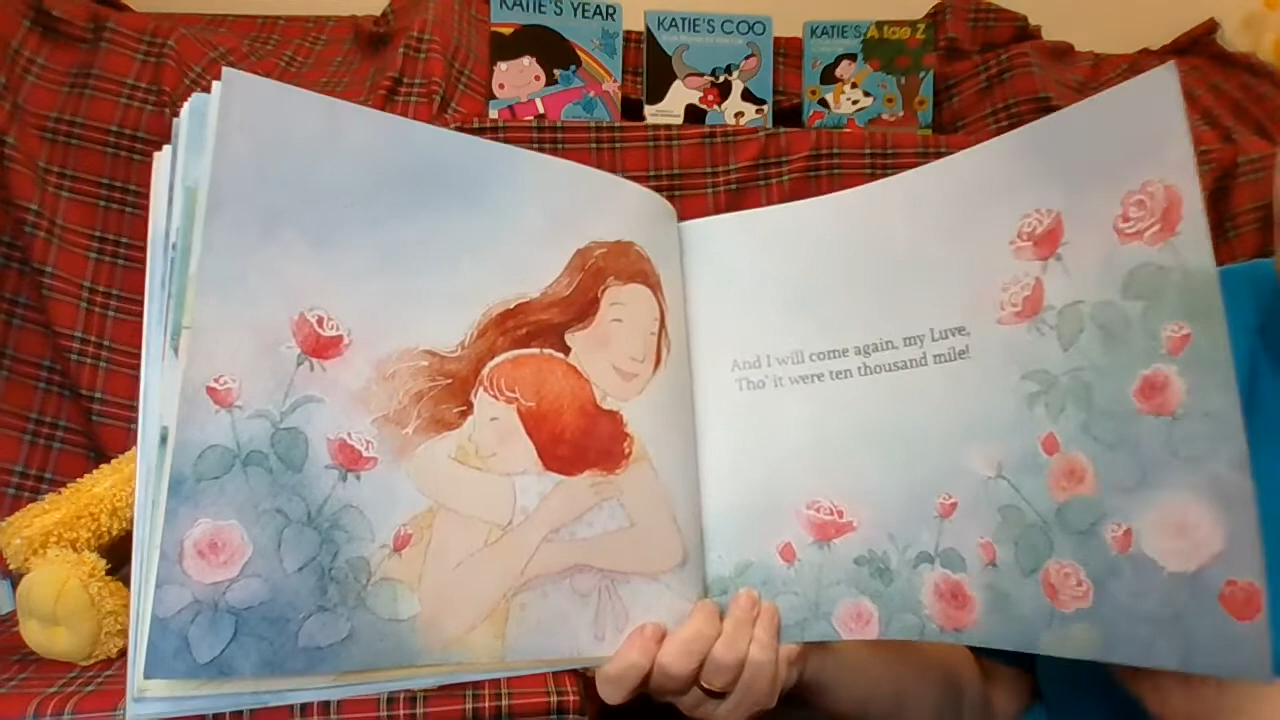 KATIE'S YEAR
KATIE'S COO
KATIE'S A tae Z
And I will come again, my Luve,
Tho' it were ten thousand mile!